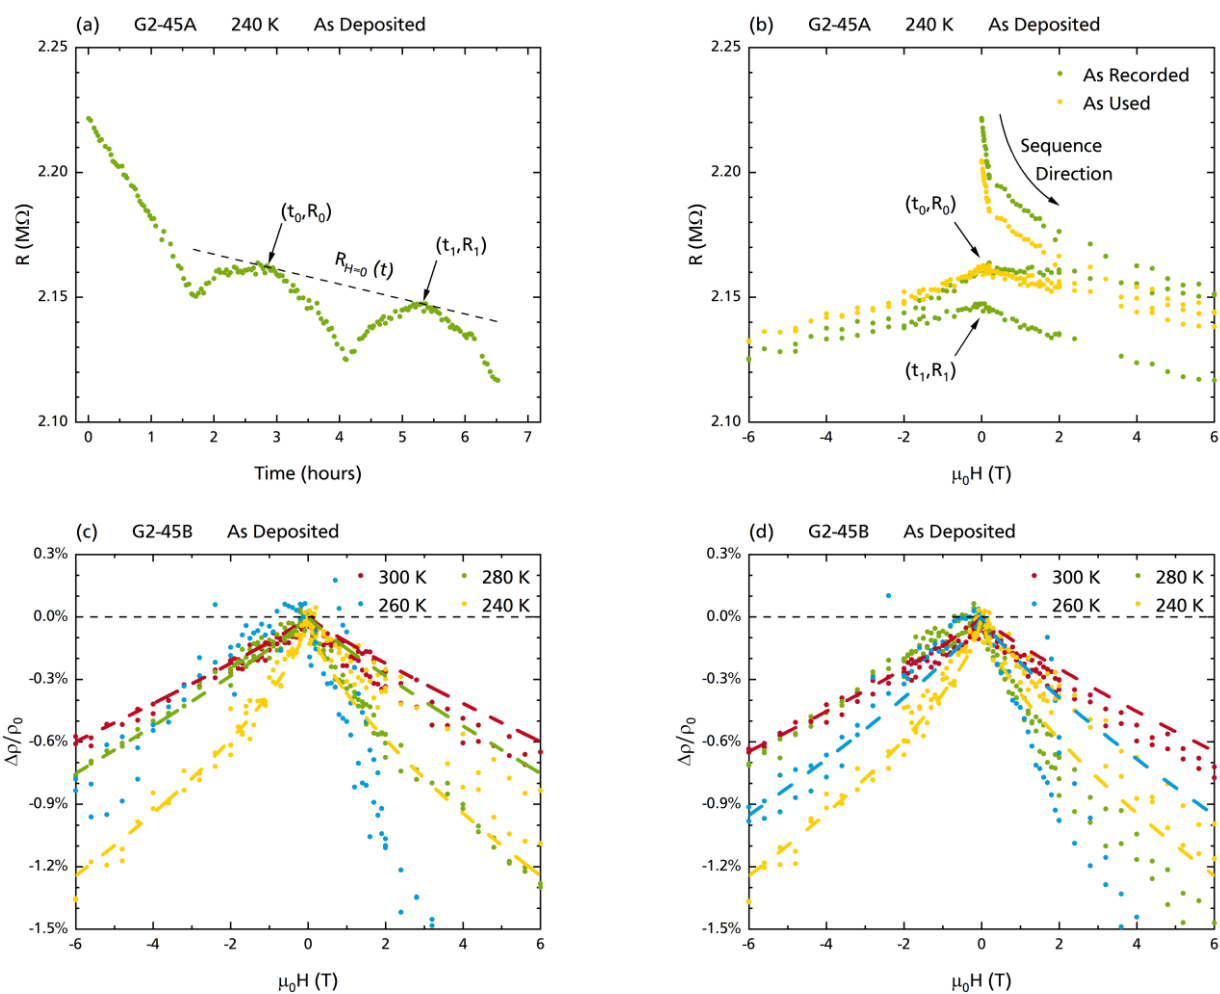 (a) G2-45A 240 K As Deposited
2.25
2.20
2.15
2.10
R (MΩ)
(t₀,R₀)
R_{H=0} (t)
(t₁,R₁)
0 1 2 3 4 5 6 7
Time (hours)
(b) G2-45A 240 K As Deposited
2.25
2.20
2.15
2.10
R (MΩ)
As Recorded
As Used
Sequence
Direction
(t₀,R₀)
(t₁,R₁)
-6 -4 -2 0 2 4 6
μ₀H (T)
(c) G2-45B As Deposited
0.3%
0.0%
-0.3%
-0.6%
-0.9%
-1.2%
-1.5%
Δρ/ρ₀
300 K 280 K
260 K 240 K
-6 -4 -2 0 2 4 6
μ₀H (T)
(d) G2-45B As Deposited
0.3%
0.0%
-0.3%
-0.6%
-0.9%
-1.2%
-1.5%
Δρ/ρ₀
300 K 280 K
260 K 240 K
-6 -4 -2 0 2 4 6
μ₀H (T)